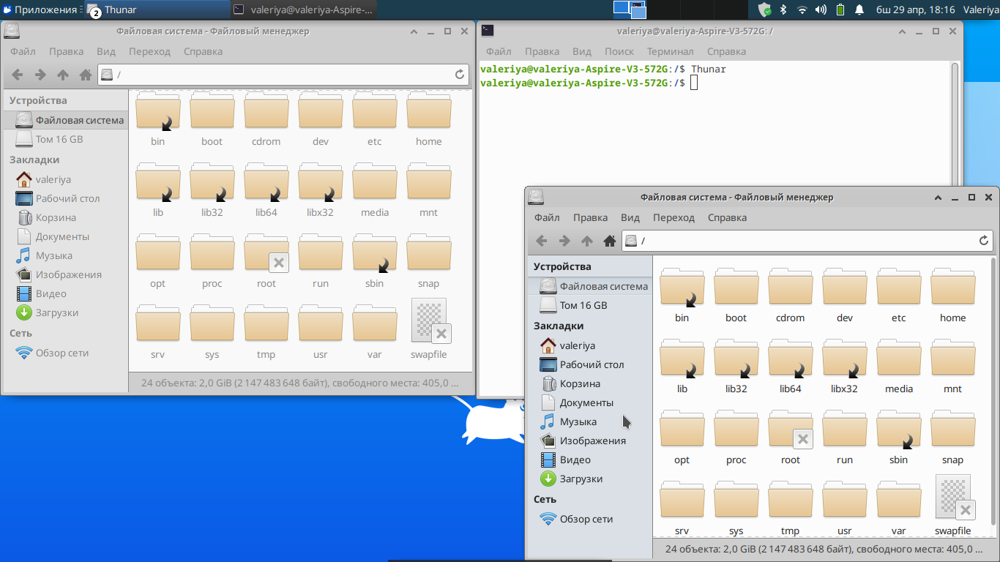 Приложения 2 Thunar valeriya@valeriya-Aspire-... бш 29 апр, 18:16 Valeriya
Файловая система - Файловый менеджер
Файл Правка Вид Переход Справка
/
Устройства
Файловая система
Том 16 GB
Закладки
valeriya
Рабочий стол
Корзина
Документы
Музыка
Изображения
Видео
Загрузки
Сеть
Обзор сети
bin boot cdrom dev etc home
lib lib32 lib64 libx32 media mnt
opt proc root run sbin snap
srv sys tmp usr var swapfile
24 объекта: 2,0 GiB (2 147 483 648 байт), свободного места: 405,0 ...
valeriya@valeriya-Aspire-V3-572G: /
Файл Правка Вид Поиск Терминал Справка
valeriya@valeriya-Aspire-V3-572G:/$ Thunar
valeriya@valeriya-Aspire-V3-572G:/$
Файловая система - Файловый менеджер
Файл Правка Вид Переход Справка
/
Устройства
Файловая система
Том 16 GB
Закладки
valeriya
Рабочий стол
Корзина
Документы
Музыка
Изображения
Видео
Загрузки
Сеть
Обзор сети
bin boot cdrom dev etc home
lib lib32 lib64 libx32 media mnt
opt proc root run sbin snap
srv sys tmp usr var swapfile
24 объекта: 2,0 GiB (2 147 483 648 байт), свободного места: 405,0 ...